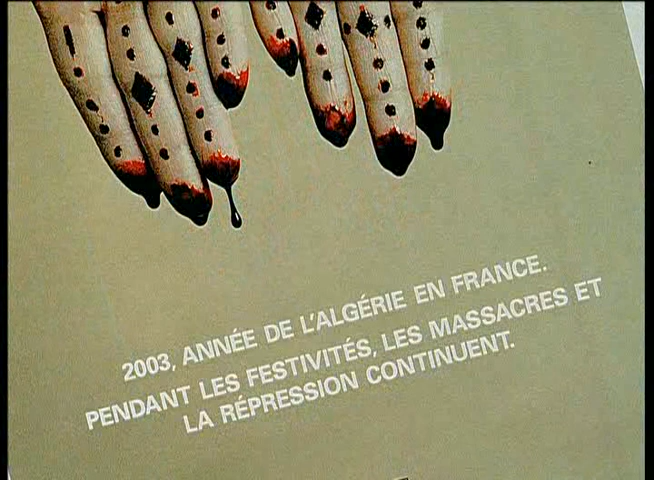 2003, ANNÉE DE L'ALGÉRIE EN FRANCE.
PENDANT LES FESTIVITÉS, LES MASSACRES ET
LA RÉPRESSION CONTINUENT.